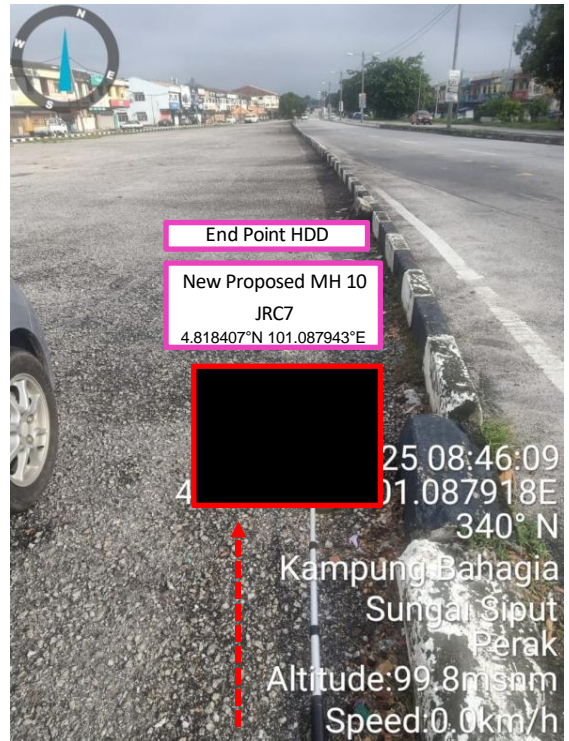 N
W
E
S
End Point HDD
New Proposed MH 10
JRC7
4.818407°N 101.087943°E
25 08:46:09
4 01.087918E
340° N
Kampung Bahagia
Sungai Siput
Perak
Altitude:99.8msnm
Speed:0.0km/h